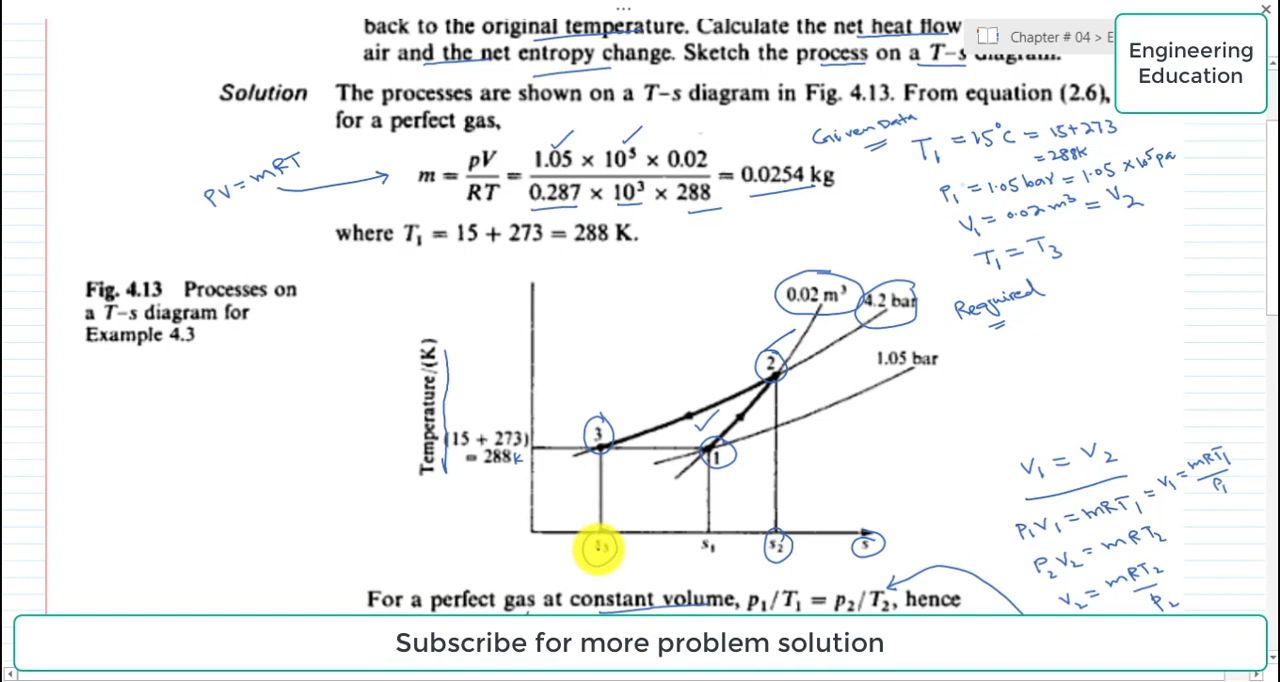 ...
back to the original temperature. Calculate the net heat flow
air and the net entropy change. Sketch the process on a T–s diagram.
Chapter # 04 > E
Engineering
Education
Solution The processes are shown on a T–s diagram in Fig. 4.13. From equation (2.6),
for a perfect gas,
PV = mRT
m = pV/RT = 1.05 × 10⁵ × 0.02 / 0.287 × 10³ × 288 = 0.0254 kg
where T₁ = 15 + 273 = 288 K.
Given Data
T₁ = 15°C = 15+273
= 288k
P₁ = 1.05 bar = 1.05 × 10⁵ pa
V₁ = 0.02 m³ = V₂
T₁ = T₃
Required
Fig. 4.13 Processes on
a T–s diagram for
Example 4.3
Temperature/(K)
(15 + 273)
= 288K
0.02 m³
4.2 bar
1.05 bar
2
3
1
s₃
s₁
s₂
s
V₁ = V₂
P₁V₁ = mRT₁ = V₁ = mRT₁/P₁
P₂V₂ = mRT₂
V₂ = mRT₂/P₂
For a perfect gas at constant volume, p₁/T₁ = p₂/T₂, hence
Subscribe for more problem solution